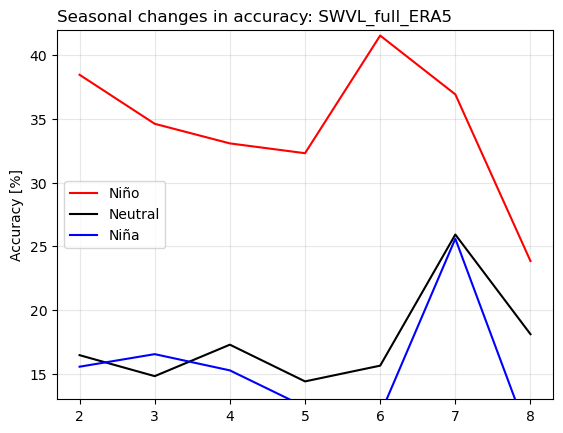 Seasonal changes in accuracy: SWVL_full_ERA5
Accuracy [%]
40
35
30
25
20
15
Niño
Neutral
Niña
2 3 4 5 6 7 8